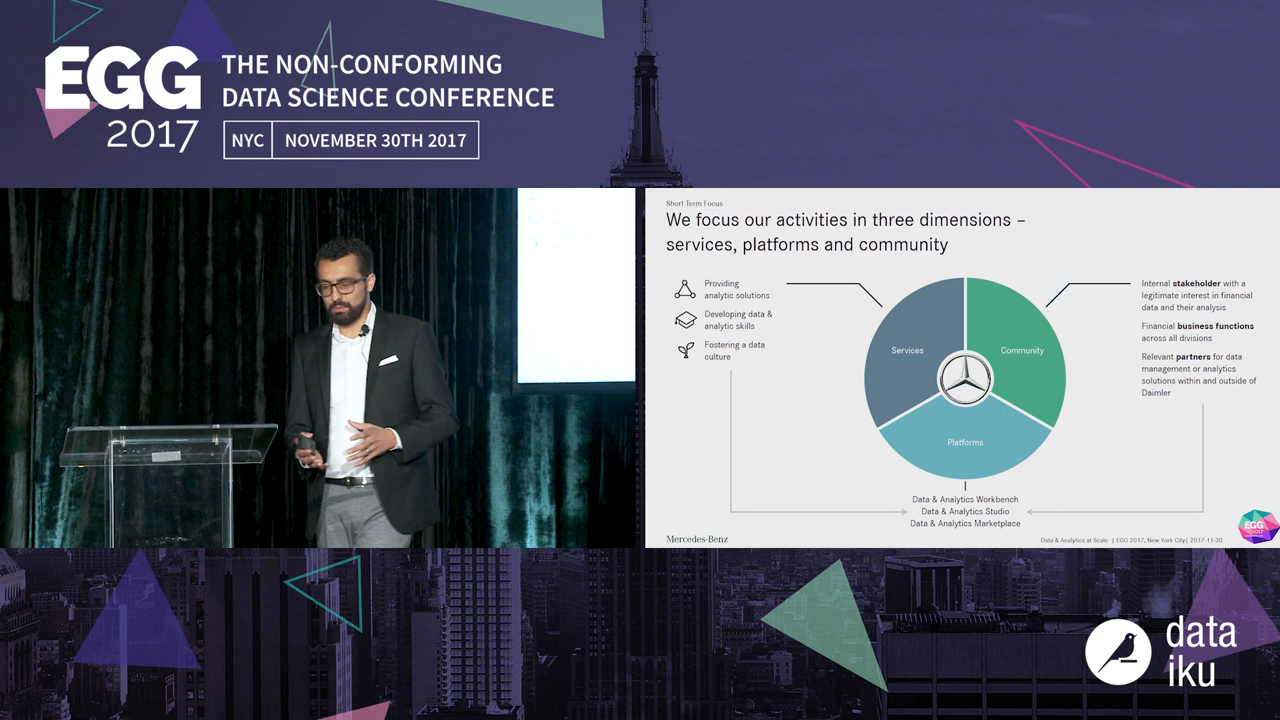 EGG
2017
THE NON-CONFORMING
DATA SCIENCE CONFERENCE
NYC NOVEMBER 30TH 2017
Short Term Focus
We focus our activities in three dimensions –
services, platforms and community
Providing
analytic solutions
Developing data &
analytic skills
Fostering a data
culture
Services
Community
Platforms
Internal stakeholder with a
legitimate interest in financial
data and their analysis
Financial business functions
across all divisions
Relevant partners for data
management or analytics
solutions within and outside of
Daimler
Data & Analytics Workbench
Data & Analytics Studio
Data & Analytics Marketplace
Mercedes-Benz
Data & Analytics at Scale | EGG 2017, New York City | 2017-11-30
EGG
2017
data
iku